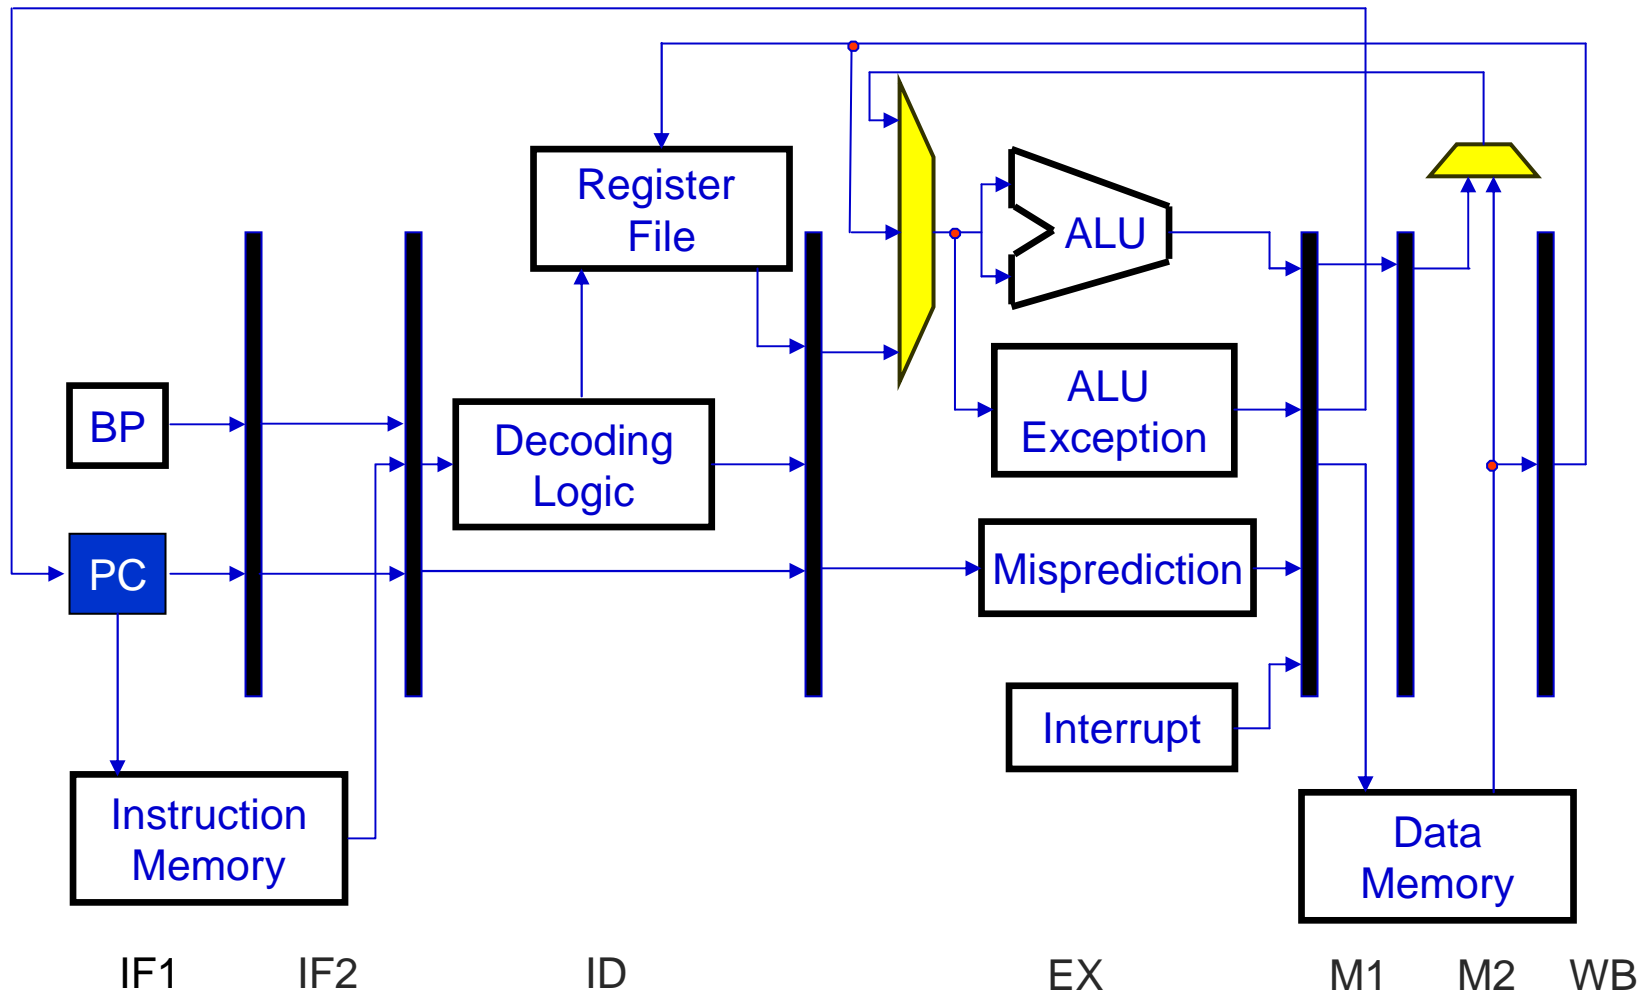 Register
File
ALU
BP
Decoding
Logic
ALU
Exception
PC
Misprediction
Interrupt
Instruction
Memory
Data
Memory
IF1
IF2
ID
EX
M1
M2
WB